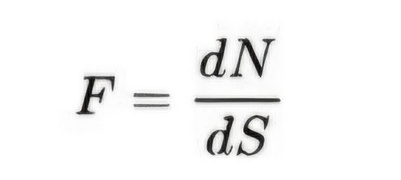 F = dN/dS